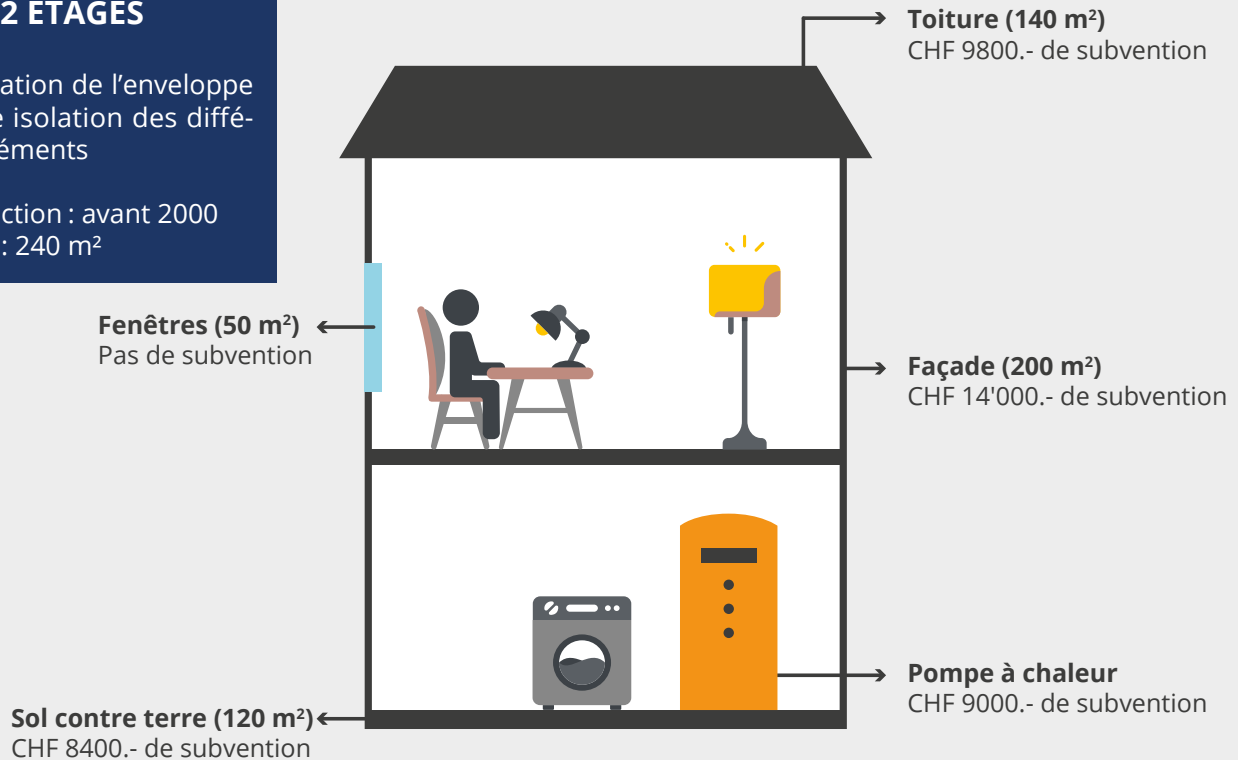 2 ÉTAGES
ation de l’enveloppe
e isolation des diffé-
éments
ction : avant 2000
: 240 m²
Toiture (140 m²)
CHF 9800.- de subvention
Fenêtres (50 m²)
Pas de subvention
Façade (200 m²)
CHF 14'000.- de subvention
Pompe à chaleur
CHF 9000.- de subvention
Sol contre terre (120 m²)
CHF 8400.- de subvention